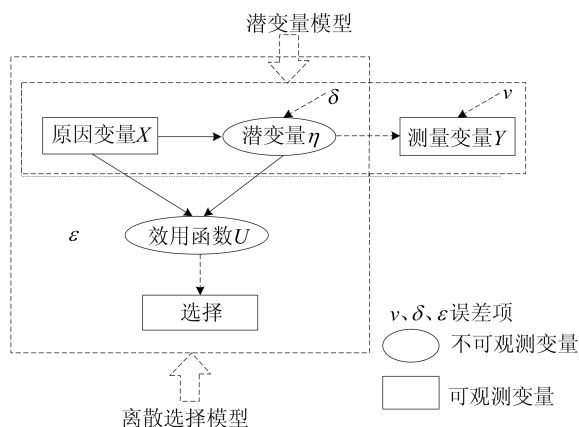 潜变量模型
δ
ν
原因变量X
潜变量η
测量变量Y
ε
效用函数U
选择
ν、δ、ε误差项
不可观测变量
可观测变量
离散选择模型